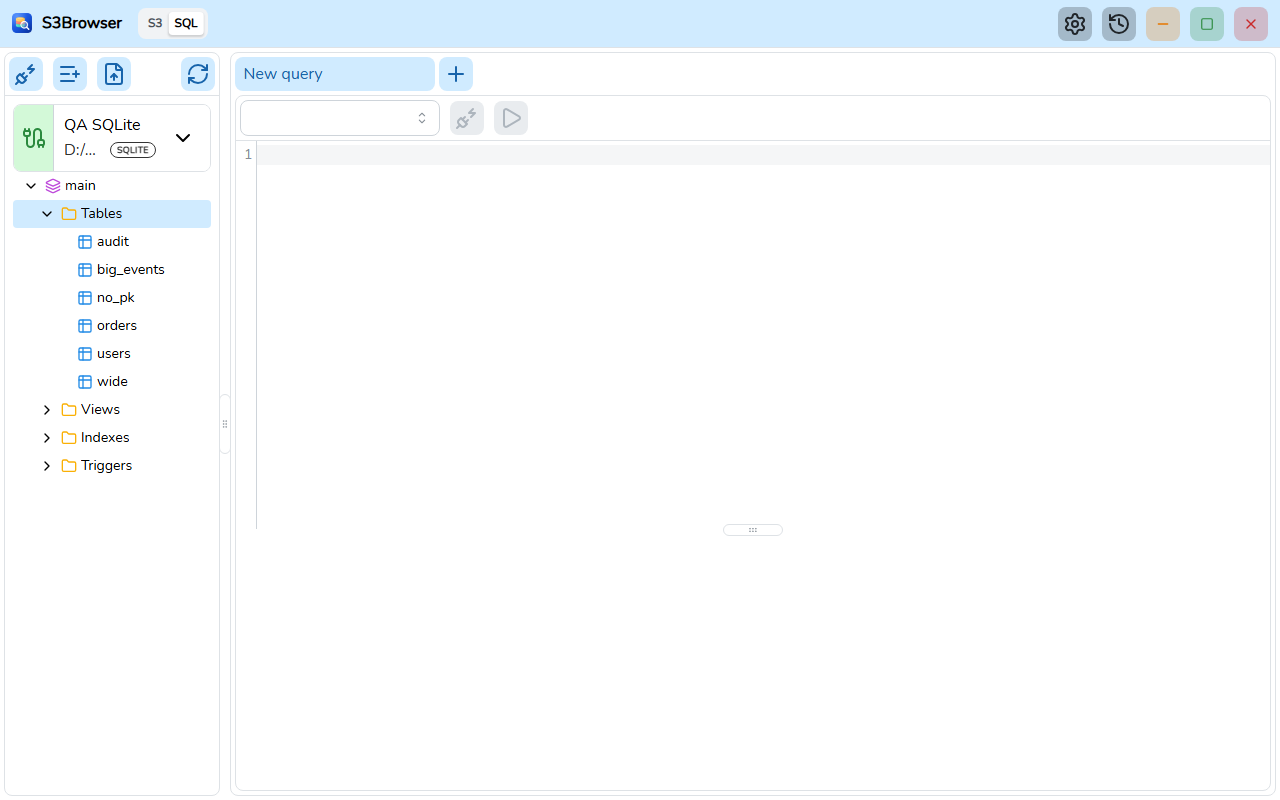 S3Browser
S3
SQL
New query
QA SQLite
D:/...
SQLITE
main
Tables
audit
big_events
no_pk
orders
users
wide
Views
Indexes
Triggers
1